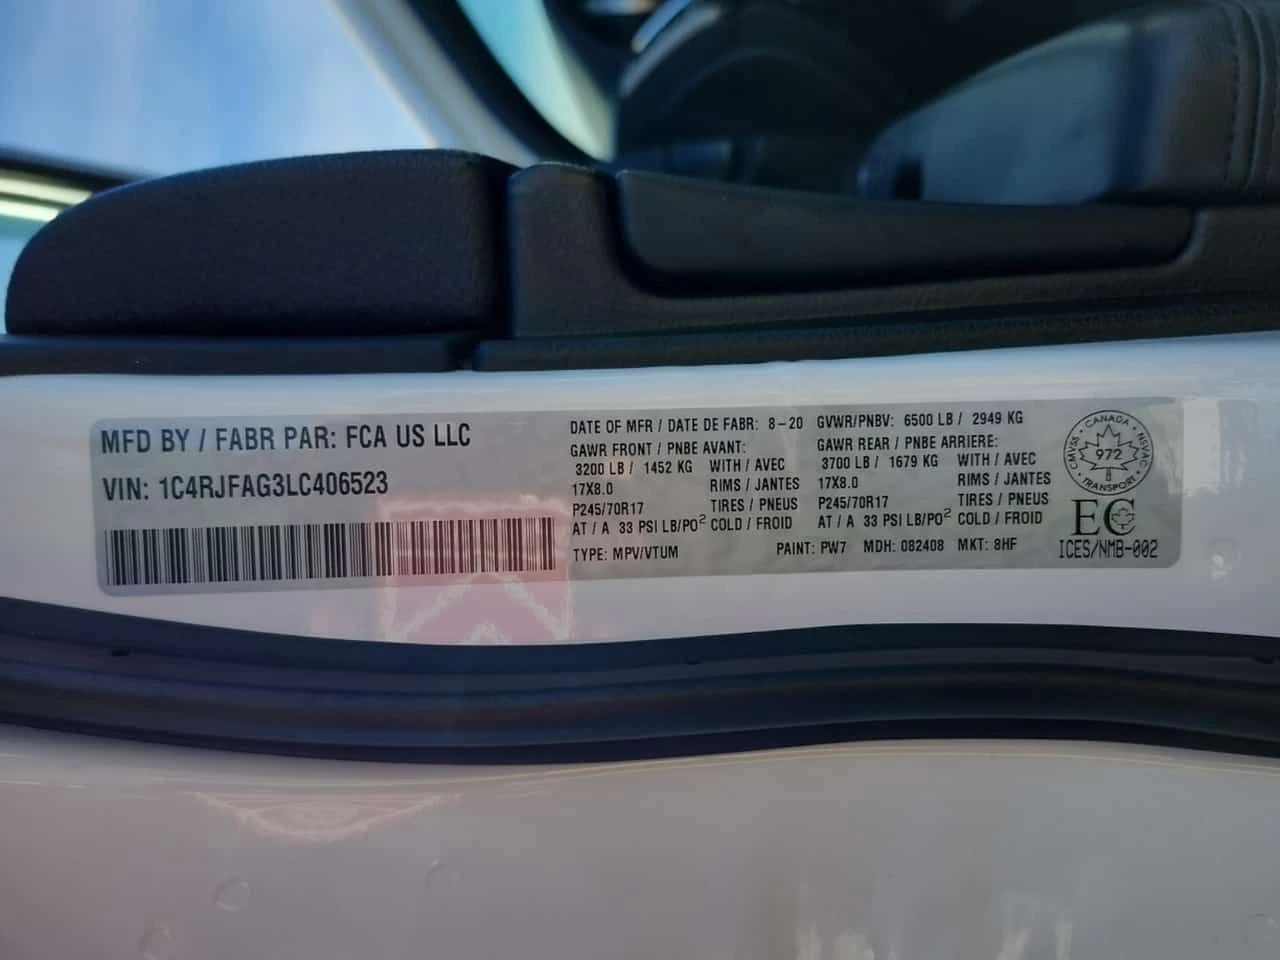 MFD BY / FABR PAR: FCA US LLC
VIN: 1C4RJFAG3LC406523
DATE OF MFR / DATE DE FABR: 8-20 GVWR/PNBV: 6500 LB / 2949 KG
GAWR FRONT / PNBE AVANT: GAWR REAR / PNBE ARRIERE:
3200 LB / 1452 KG WITH / AVEC 3700 LB / 1679 KG WITH / AVEC
17X8.0 RIMS / JANTES 17X8.0 RIMS / JANTES
P245/70R17 TIRES / PNEUS P245/70R17 TIRES / PNEUS
AT / A 33 PSI LB/PO² COLD / FROID AT / A 33 PSI LB/PO² COLD / FROID
TYPE: MPV/VTUM PAINT: PW7 MDH: 082408 MKT: 8HF
CANADA
CMVSS · NSVAC
972
TRANSPORT
EC
ICES/NMB-002